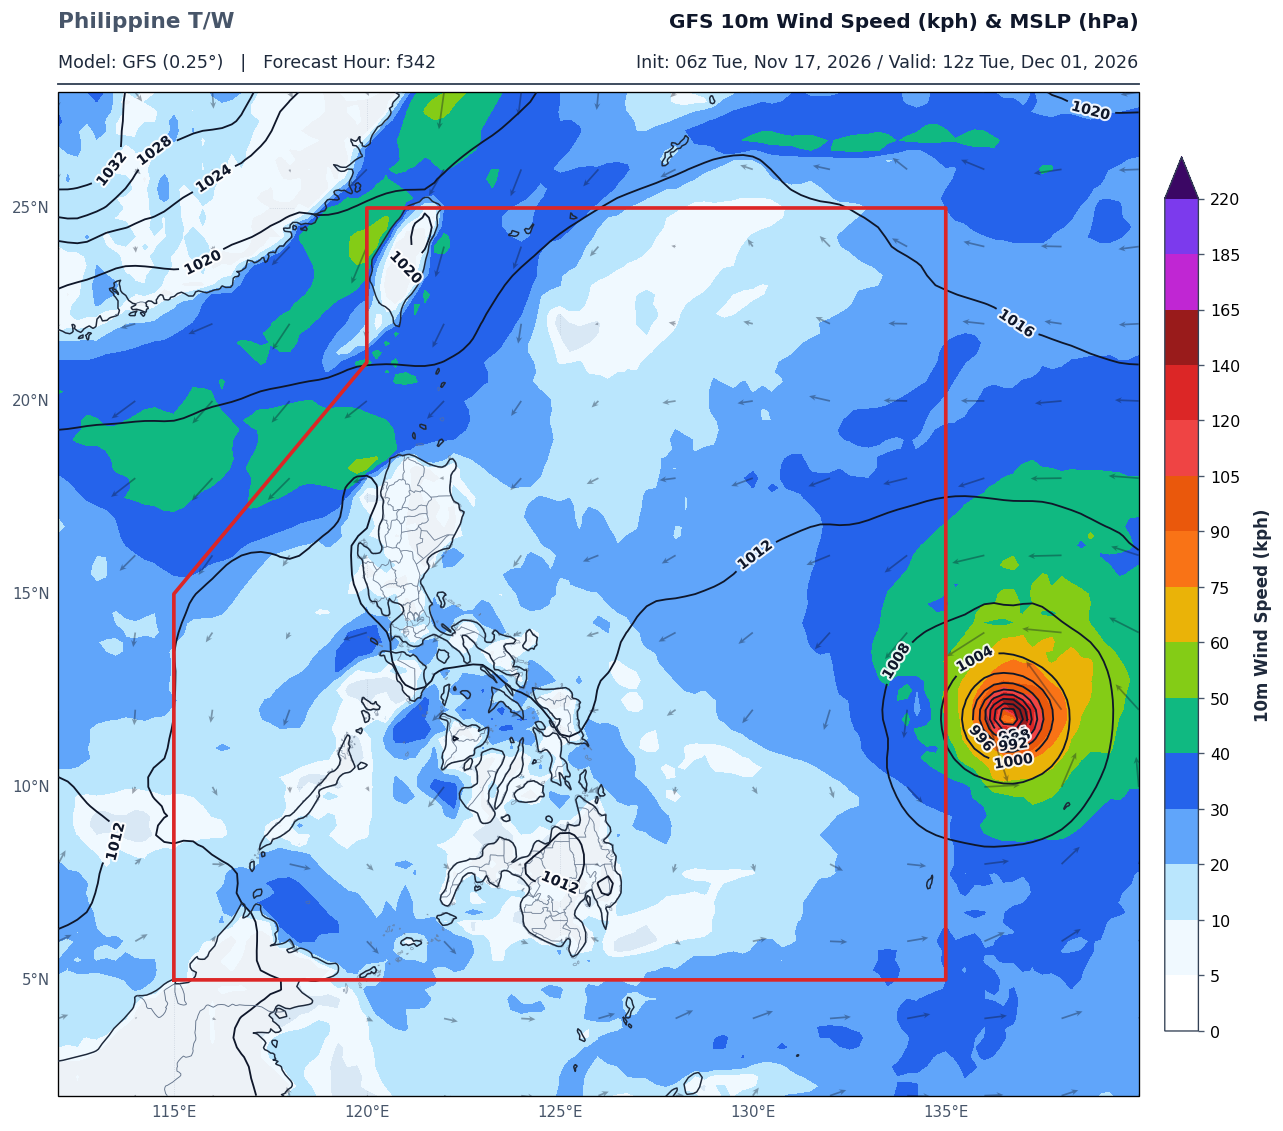 Philippine T/W
GFS 10m Wind Speed (kph) & MSLP (hPa)
Model: GFS (0.25°) | Forecast Hour: f342
Init: 06z Tue, Nov 17, 2026 / Valid: 12z Tue, Dec 01, 2026
1032
1028
1024
1020
1020
1020
1016
1012
1008
1004
996
992
1000
1012
1012
25°N
20°N
15°N
10°N
5°N
115°E
120°E
125°E
130°E
135°E
220
185
165
140
120
105
90
75
60
50
40
30
20
10
5
0
10m Wind Speed (kph)